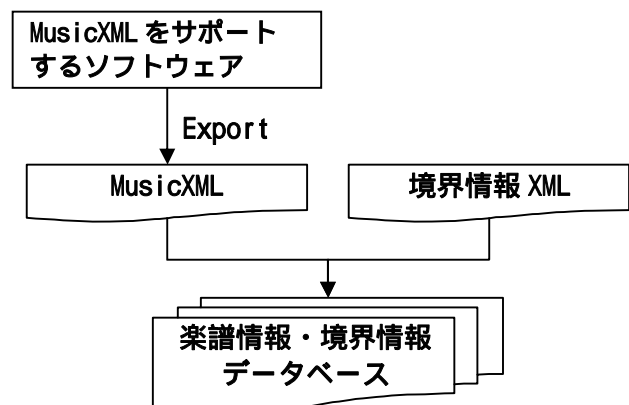 MusicXML をサポート
するソフトウェア
Export
MusicXML
境界情報 XML
楽譜情報・境界情報
データベース